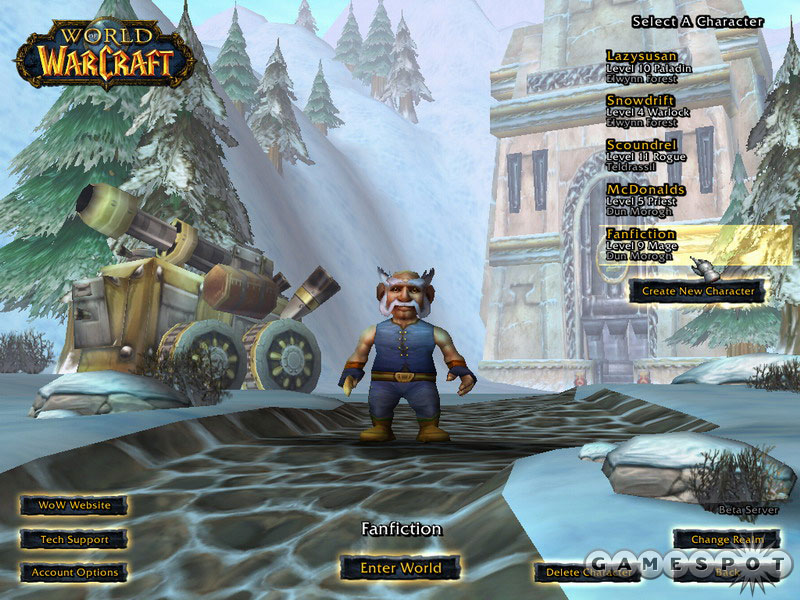 WORLD
OF
WARCRAFT
Select A Character
Lazysusan
Level 10 Paladin
Elwynn Forest
Snowdrift
Level 4 Warlock
Elwynn Forest
Scoundrel
Level 11 Rogue
Teldrassil
McDonalds
Level 5 Priest
Dun Morogh
Fanfiction
Level 9 Mage
Dun Morogh
Create New Character
WoW Website
Tech Support
Account Options
Fanfiction
Enter World
Beta Server
Change Realm
Delete Character
Back
GAMESPOT